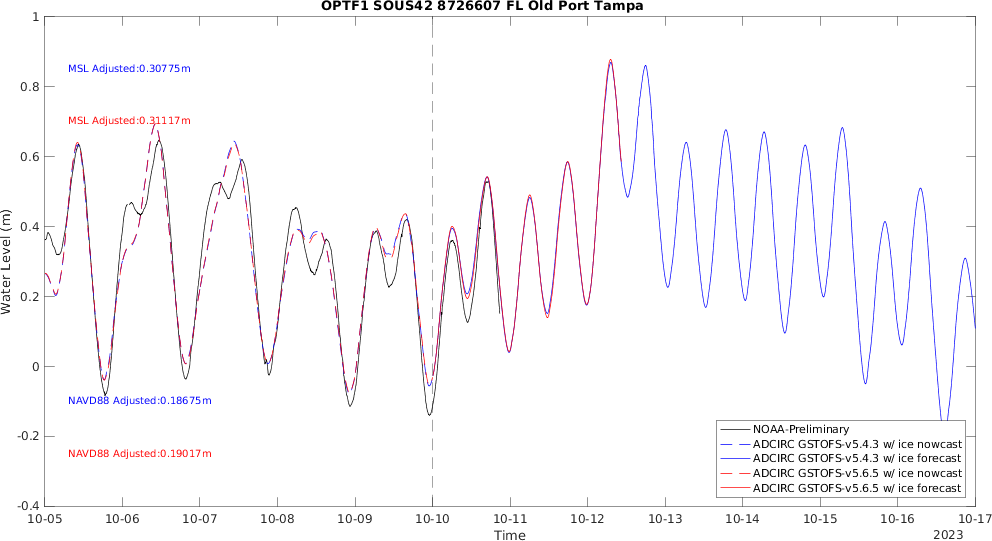 OPTF1 SOUS42 8726607 FL Old Port Tampa
1
0.8
0.6
0.4
0.2
0
-0.2
-0.4
Water Level (m)
MSL Adjusted:0.30775m
MSL Adjusted:0.31117m
NAVD88 Adjusted:0.18675m
NAVD88 Adjusted:0.19017m
NOAA-Preliminary
ADCIRC GSTOFS-v5.4.3 w/ ice nowcast
ADCIRC GSTOFS-v5.4.3 w/ ice forecast
ADCIRC GSTOFS-v5.6.5 w/ ice nowcast
ADCIRC GSTOFS-v5.6.5 w/ ice forecast
10-05 10-06 10-07 10-08 10-09 10-10 10-11 10-12 10-13 10-14 10-15 10-16 10-17
Time
2023